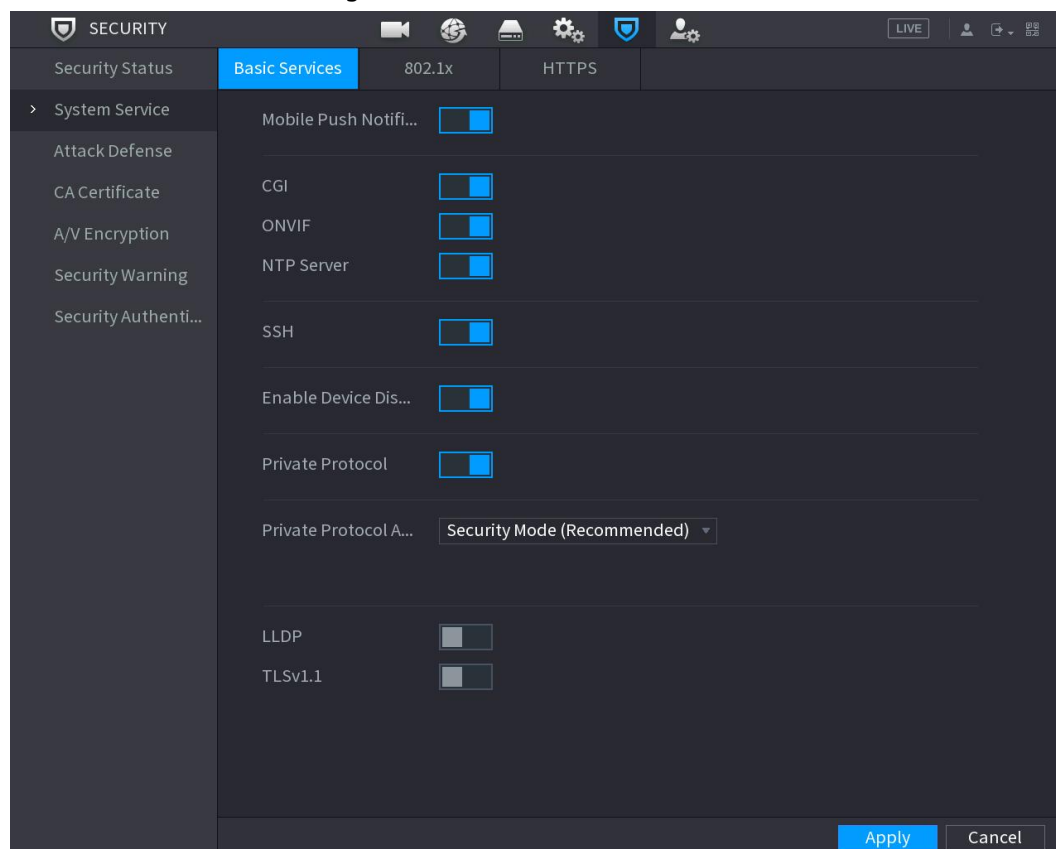 SECURITY
LIVE
Security Status
Basic Services
802.1x
HTTPS
System Service
Mobile Push Notifi...
Attack Defense
CA Certificate
CGI
A/V Encryption
ONVIF
Security Warning
NTP Server
Security Authenti...
SSH
Enable Device Dis...
Private Protocol
Private Protocol A...
Security Mode (Recommended)
LLDP
TLSv1.1
Apply
Cancel